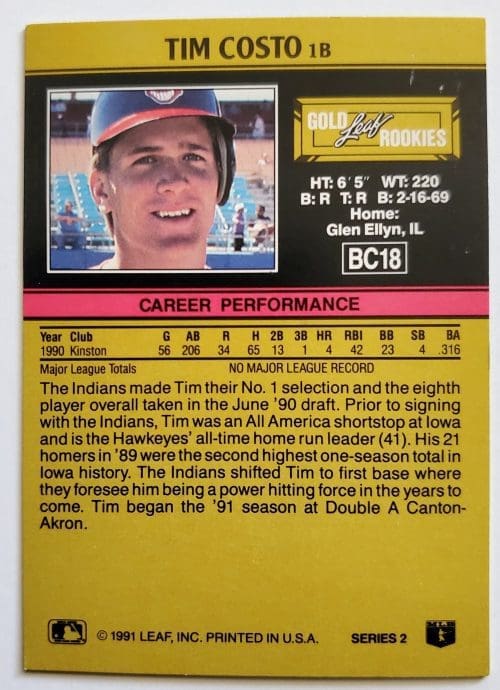 TIM COSTO 1B
GOLD Leaf ROOKIES
HT: 6' 5" WT: 220
B: R T: R B: 2-16-69
Home:
Glen Ellyn, IL
BC18
CAREER PERFORMANCE
Year Club G AB R H 2B 3B HR RBI BB SB BA
1990 Kinston 56 206 34 65 13 1 4 42 23 4 .316
Major League Totals NO MAJOR LEAGUE RECORD
The Indians made Tim their No. 1 selection and the eighth
player overall taken in the June '90 draft. Prior to signing
with the Indians, Tim was an All America shortstop at Iowa
and is the Hawkeyes' all-time home run leader (41). His 21
homers in '89 were the second highest one-season total in
Iowa history. The Indians shifted Tim to first base where
they foresee him being a power hitting force in the years to
come. Tim began the '91 season at Double A Canton-
Akron.
© 1991 LEAF, INC. PRINTED IN U.S.A. SERIES 2